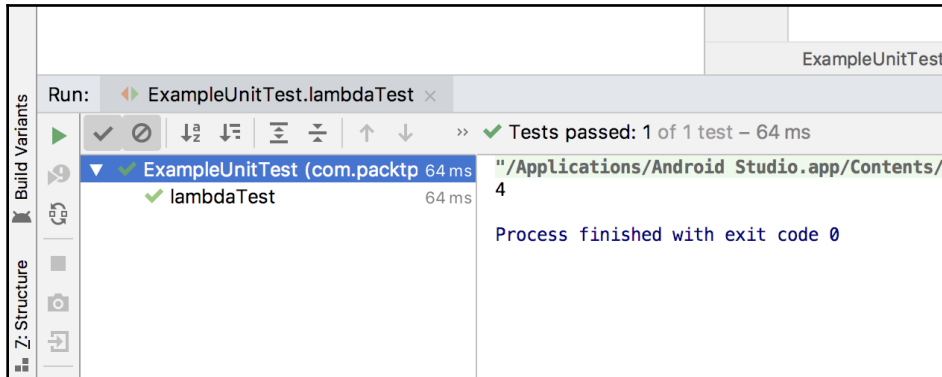 ExampleUnitTest
Run: ExampleUnitTest.lambdaTest
Tests passed: 1 of 1 test – 64 ms
ExampleUnitTest (com.packtp 64 ms
lambdaTest 64 ms
"/Applications/Android Studio.app/Contents/
4
Process finished with exit code 0
Build Variants
Z: Structure